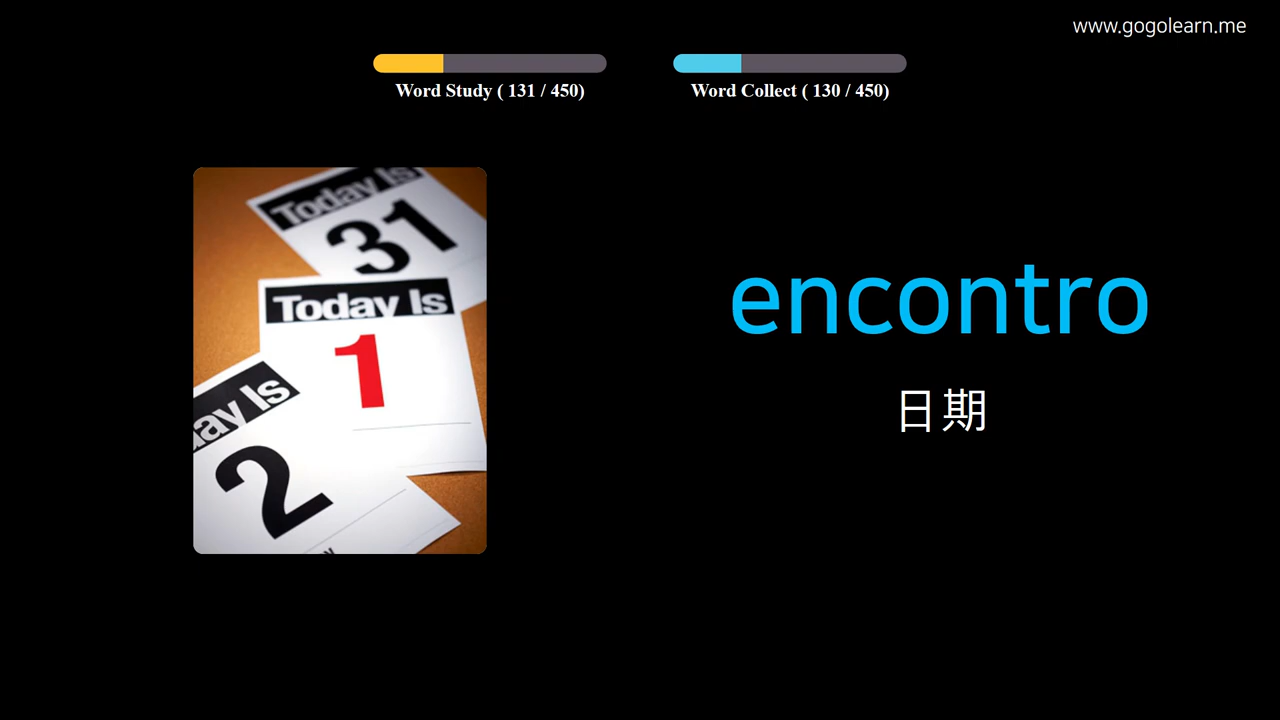 www.gogolearn.me
Word Study ( 131 / 450)
Word Collect ( 130 / 450)
Today Is
31
Today Is
1
ay Is
2
encontro
日期